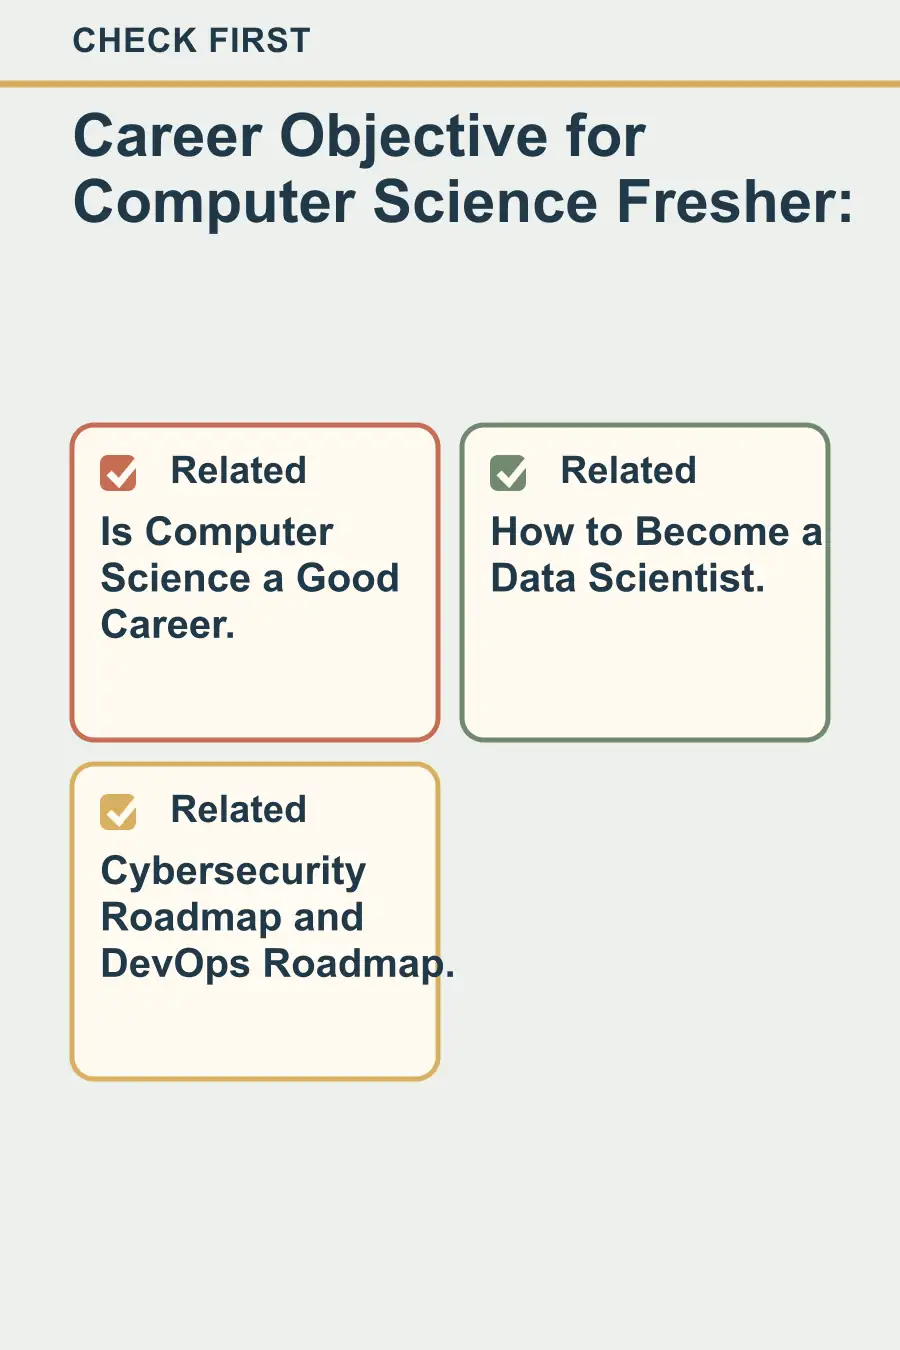 CHECK FIRST
Career Objective for
Computer Science Fresher:
Related
Is Computer
Science a Good
Career.
Related
How to Become a
Data Scientist.
Related
Cybersecurity
Roadmap and
DevOps Roadmap.